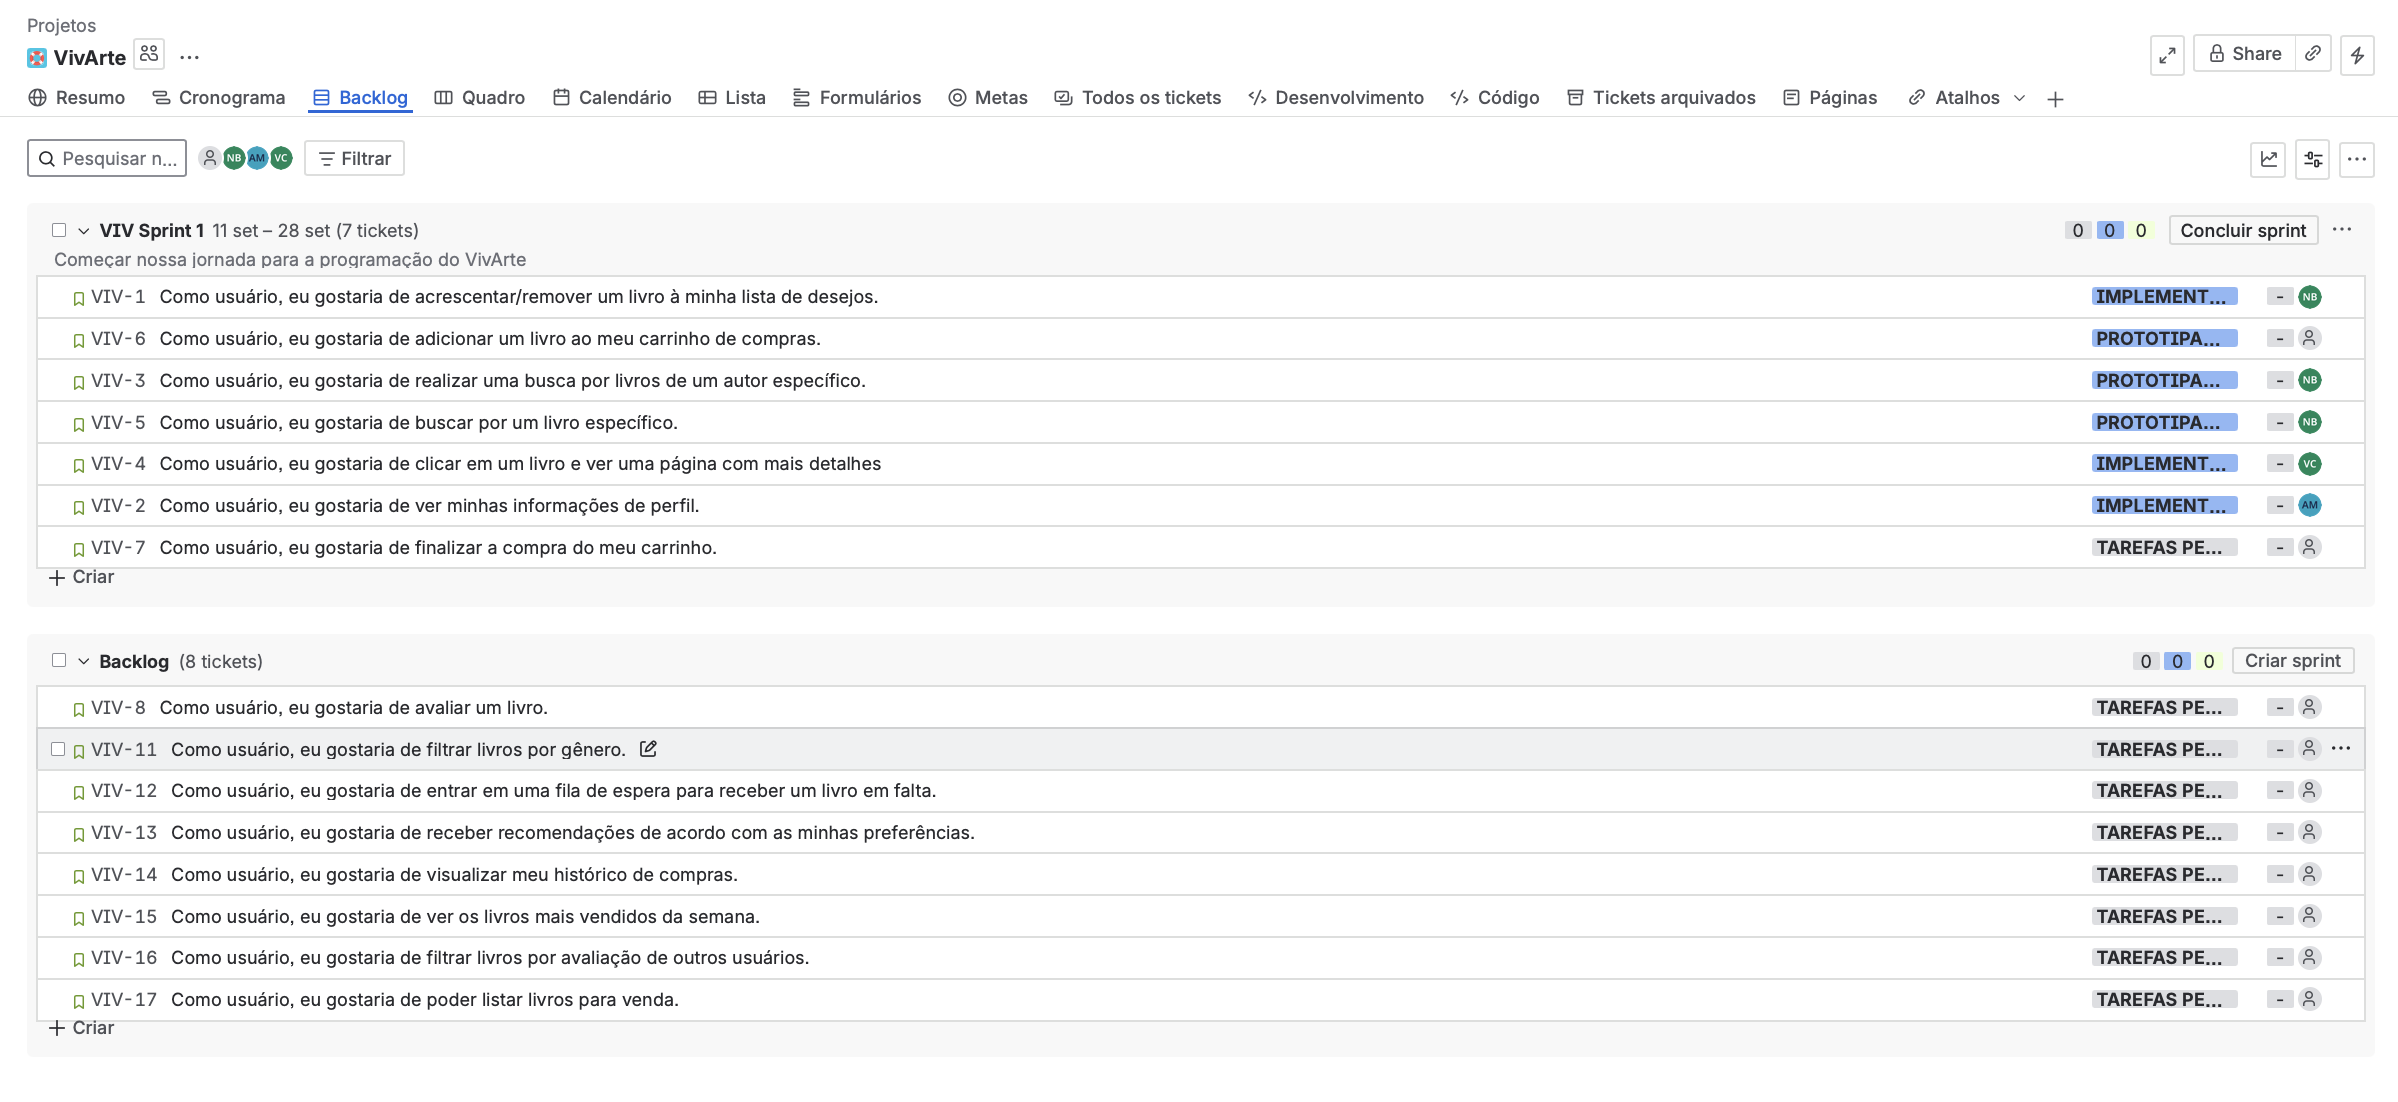 Projetos
VivArte
Share
Resumo Cronograma Backlog Quadro Calendário Lista Formulários Metas Todos os tickets Desenvolvimento Código Tickets arquivados Páginas Atalhos
Pesquisar n... NB AM VC Filtrar
VIV Sprint 1 11 set – 28 set (7 tickets) 0 0 0 Concluir sprint
Começar nossa jornada para a programação do VivArte
VIV-1 Como usuário, eu gostaria de acrescentar/remover um livro à minha lista de desejos. IMPLEMENT... - NB
VIV-6 Como usuário, eu gostaria de adicionar um livro ao meu carrinho de compras. PROTOTIPA... -
VIV-3 Como usuário, eu gostaria de realizar uma busca por livros de um autor específico. PROTOTIPA... - NB
VIV-5 Como usuário, eu gostaria de buscar por um livro específico. PROTOTIPA... - NB
VIV-4 Como usuário, eu gostaria de clicar em um livro e ver uma página com mais detalhes IMPLEMENT... - VC
VIV-2 Como usuário, eu gostaria de ver minhas informações de perfil. IMPLEMENT... - AM
VIV-7 Como usuário, eu gostaria de finalizar a compra do meu carrinho. TAREFAS PE... -
Criar
Backlog (8 tickets) 0 0 0 Criar sprint
VIV-8 Como usuário, eu gostaria de avaliar um livro. TAREFAS PE... -
VIV-11 Como usuário, eu gostaria de filtrar livros por gênero. TAREFAS PE... -
VIV-12 Como usuário, eu gostaria de entrar em uma fila de espera para receber um livro em falta. TAREFAS PE... -
VIV-13 Como usuário, eu gostaria de receber recomendações de acordo com as minhas preferências. TAREFAS PE... -
VIV-14 Como usuário, eu gostaria de visualizar meu histórico de compras. TAREFAS PE... -
VIV-15 Como usuário, eu gostaria de ver os livros mais vendidos da semana. TAREFAS PE... -
VIV-16 Como usuário, eu gostaria de filtrar livros por avaliação de outros usuários. TAREFAS PE... -
VIV-17 Como usuário, eu gostaria de poder listar livros para venda. TAREFAS PE... -
Criar